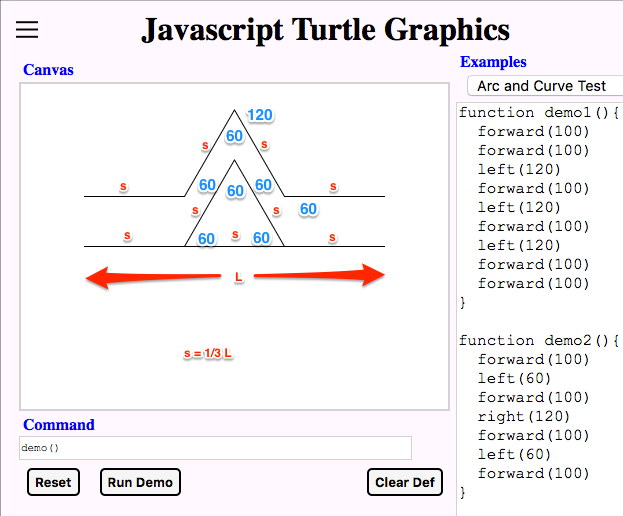 Javascript Turtle Graphics
Canvas
120
60
s s
s 60 60 60 s
s s 60
s 60 s 60 s
L
s = 1/3 L
Command
demo()
Reset Run Demo Clear Def
Examples
Arc and Curve Test
function demo1(){
forward(100)
forward(100)
left(120)
forward(100)
left(120)
forward(100)
left(120)
forward(100)
forward(100)
}
function demo2(){
forward(100)
left(60)
forward(100)
right(120)
forward(100)
left(60)
forward(100)
}